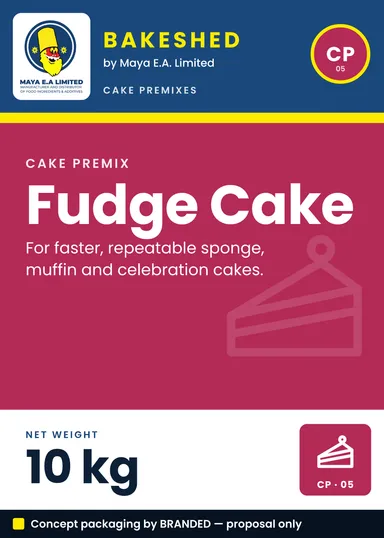 MAYA E.A LIMITED
MANUFACTURER AND DISTRIBUTOR
OF FOOD INGREDIENTS & ADDITIVES
BAKESHED
by Maya E.A. Limited
CAKE PREMIXES
CP
05
CAKE PREMIX
Fudge Cake
For faster, repeatable sponge,
muffin and celebration cakes.
NET WEIGHT
10 kg
CP · 05
Concept packaging by BRANDED — proposal only